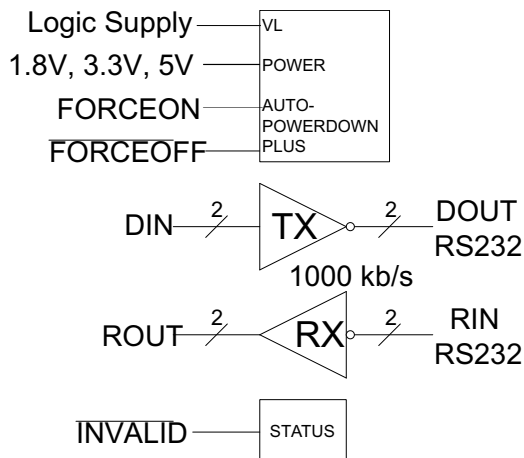 Logic Supply
VL
1.8V, 3.3V, 5V
POWER
FORCEON
AUTO-
POWERDOWN
PLUS
FORCEOFF
DIN
2
TX
2
DOUT
RS232
1000 kb/s
ROUT
2
RX
2
RIN
RS232
INVALID
STATUS